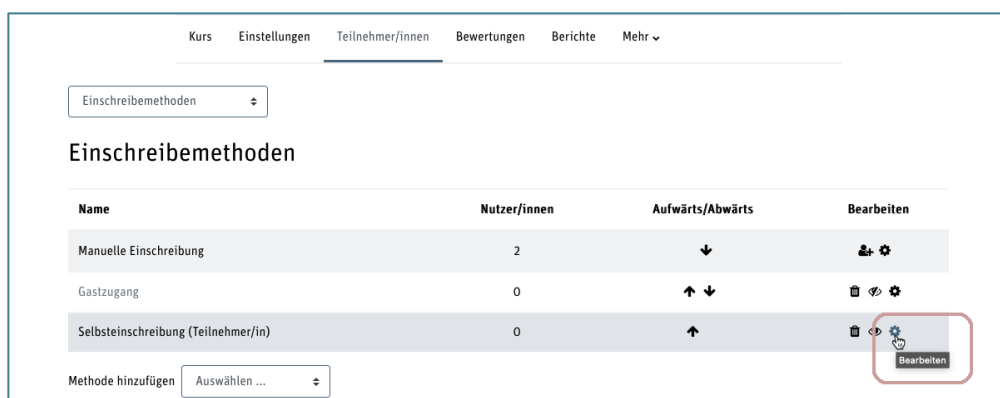 Kurs Einstellungen Teilnehmer/innen Bewertungen Berichte Mehr
Einschreibemethoden
Einschreibemethoden
Name Nutzer/innen Aufwärts/Abwärts Bearbeiten
Manuelle Einschreibung 2
Gastzugang 0
Selbsteinschreibung (Teilnehmer/in) 0
Bearbeiten
Methode hinzufügen Auswählen ...